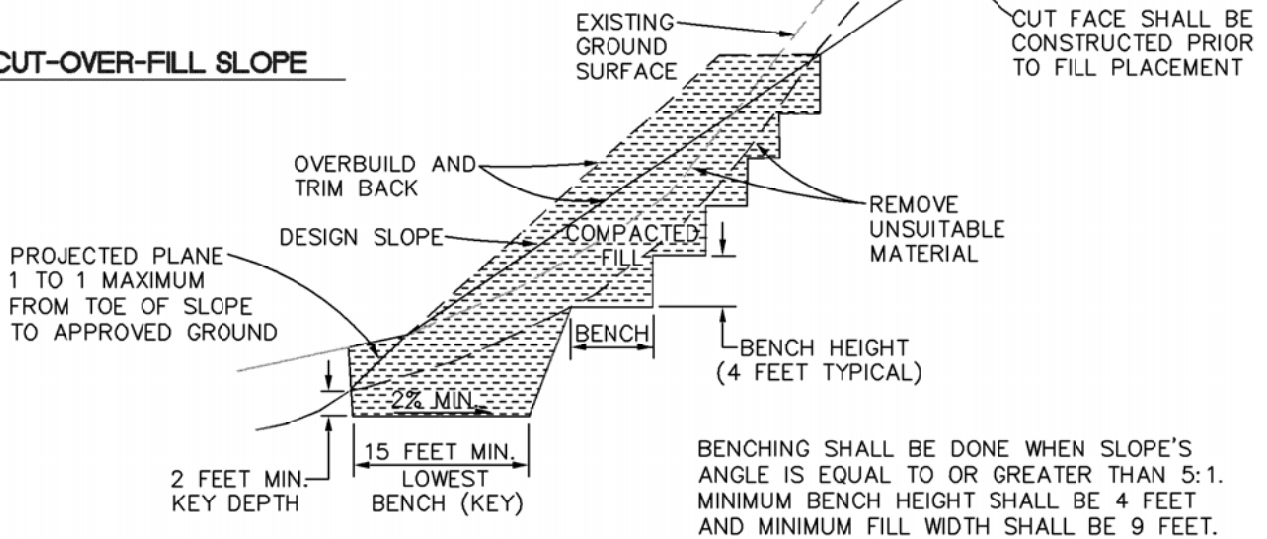 CUT-OVER-FILL SLOPE
EXISTING
GROUND
SURFACE
CUT FACE SHALL BE
CONSTRUCTED PRIOR
TO FILL PLACEMENT
OVERBUILD AND
TRIM BACK
DESIGN SLOPE
COMPACTED
FILL
REMOVE
UNSUITABLE
MATERIAL
PROJECTED PLANE
1 TO 1 MAXIMUM
FROM TOE OF SLOPE
TO APPROVED GROUND
BENCH
BENCH HEIGHT
(4 FEET TYPICAL)
2% MIN.
15 FEET MIN.
LOWEST
BENCH (KEY)
2 FEET MIN.
KEY DEPTH
BENCHING SHALL BE DONE WHEN SLOPE'S
ANGLE IS EQUAL TO OR GREATER THAN 5:1.
MINIMUM BENCH HEIGHT SHALL BE 4 FEET
AND MINIMUM FILL WIDTH SHALL BE 9 FEET.